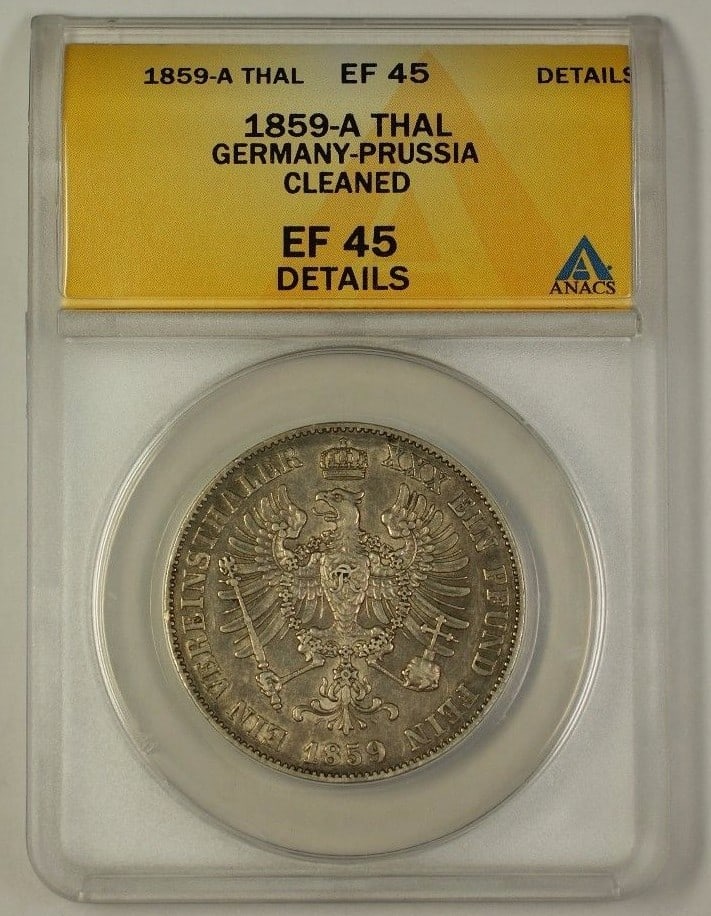 1859-A THAL EF 45 DETAILS
1859-A THAL
GERMANY-PRUSSIA
CLEANED
EF 45
DETAILS
A
ANACS
EIN VEREINSTHALER XXX EIN PFUND FEIN
1859
FR